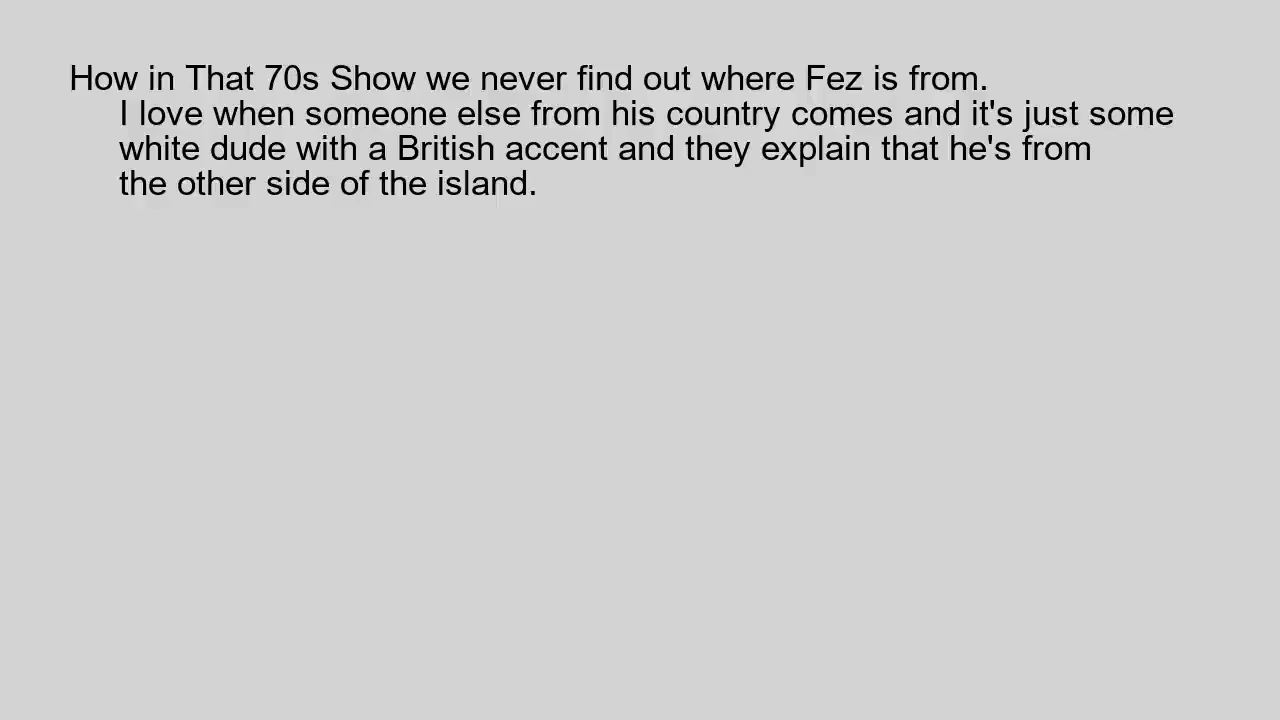 How in That 70s Show we never find out where Fez is from.
I love when someone else from his country comes and it's just some
white dude with a British accent and they explain that he's from
the other side of the island.